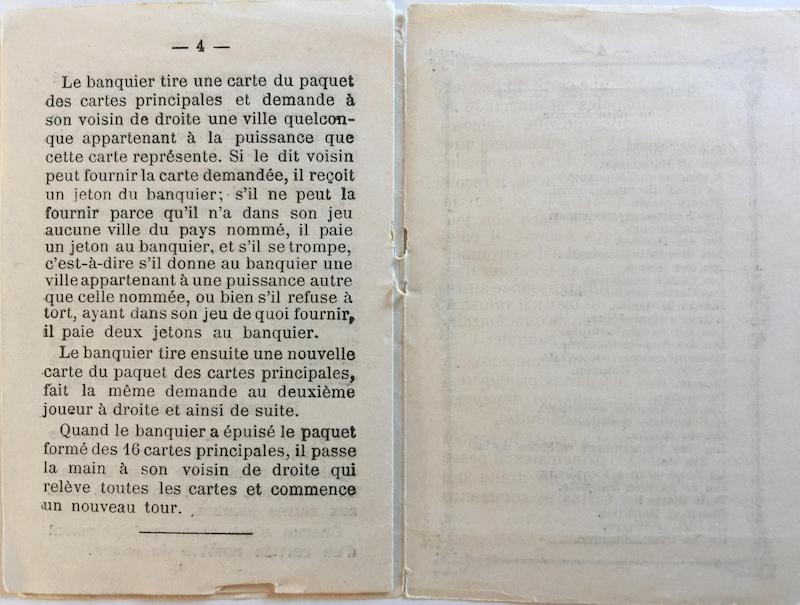 — 4 —
Le banquier tire une carte du paquet
des cartes principales et demande à
son voisin de droite une ville quelcon-
que appartenant à la puissance que
cette carte représente. Si le dit voisin
peut fournir la carte demandée, il reçoit
un jeton du banquier; s'il ne peut la
fournir parce qu'il n'a dans son jeu
aucune ville du pays nommé, il paie
un jeton au banquier, et s'il se trompe,
c'est-à-dire s'il donne au banquier une
ville appartenant à une puissance autre
que celle nommée, ou bien s'il refuse à
tort, ayant dans son jeu de quoi fournir,
il paie deux jetons au banquier.
Le banquier tire ensuite une nouvelle
carte du paquet des cartes principales,
fait la même demande au deuxième
joueur à droite et ainsi de suite.
Quand le banquier a épuisé le paquet
formé des 16 cartes principales, il passe
la main à son voisin de droite qui
relève toutes les cartes et commence
un nouveau tour.